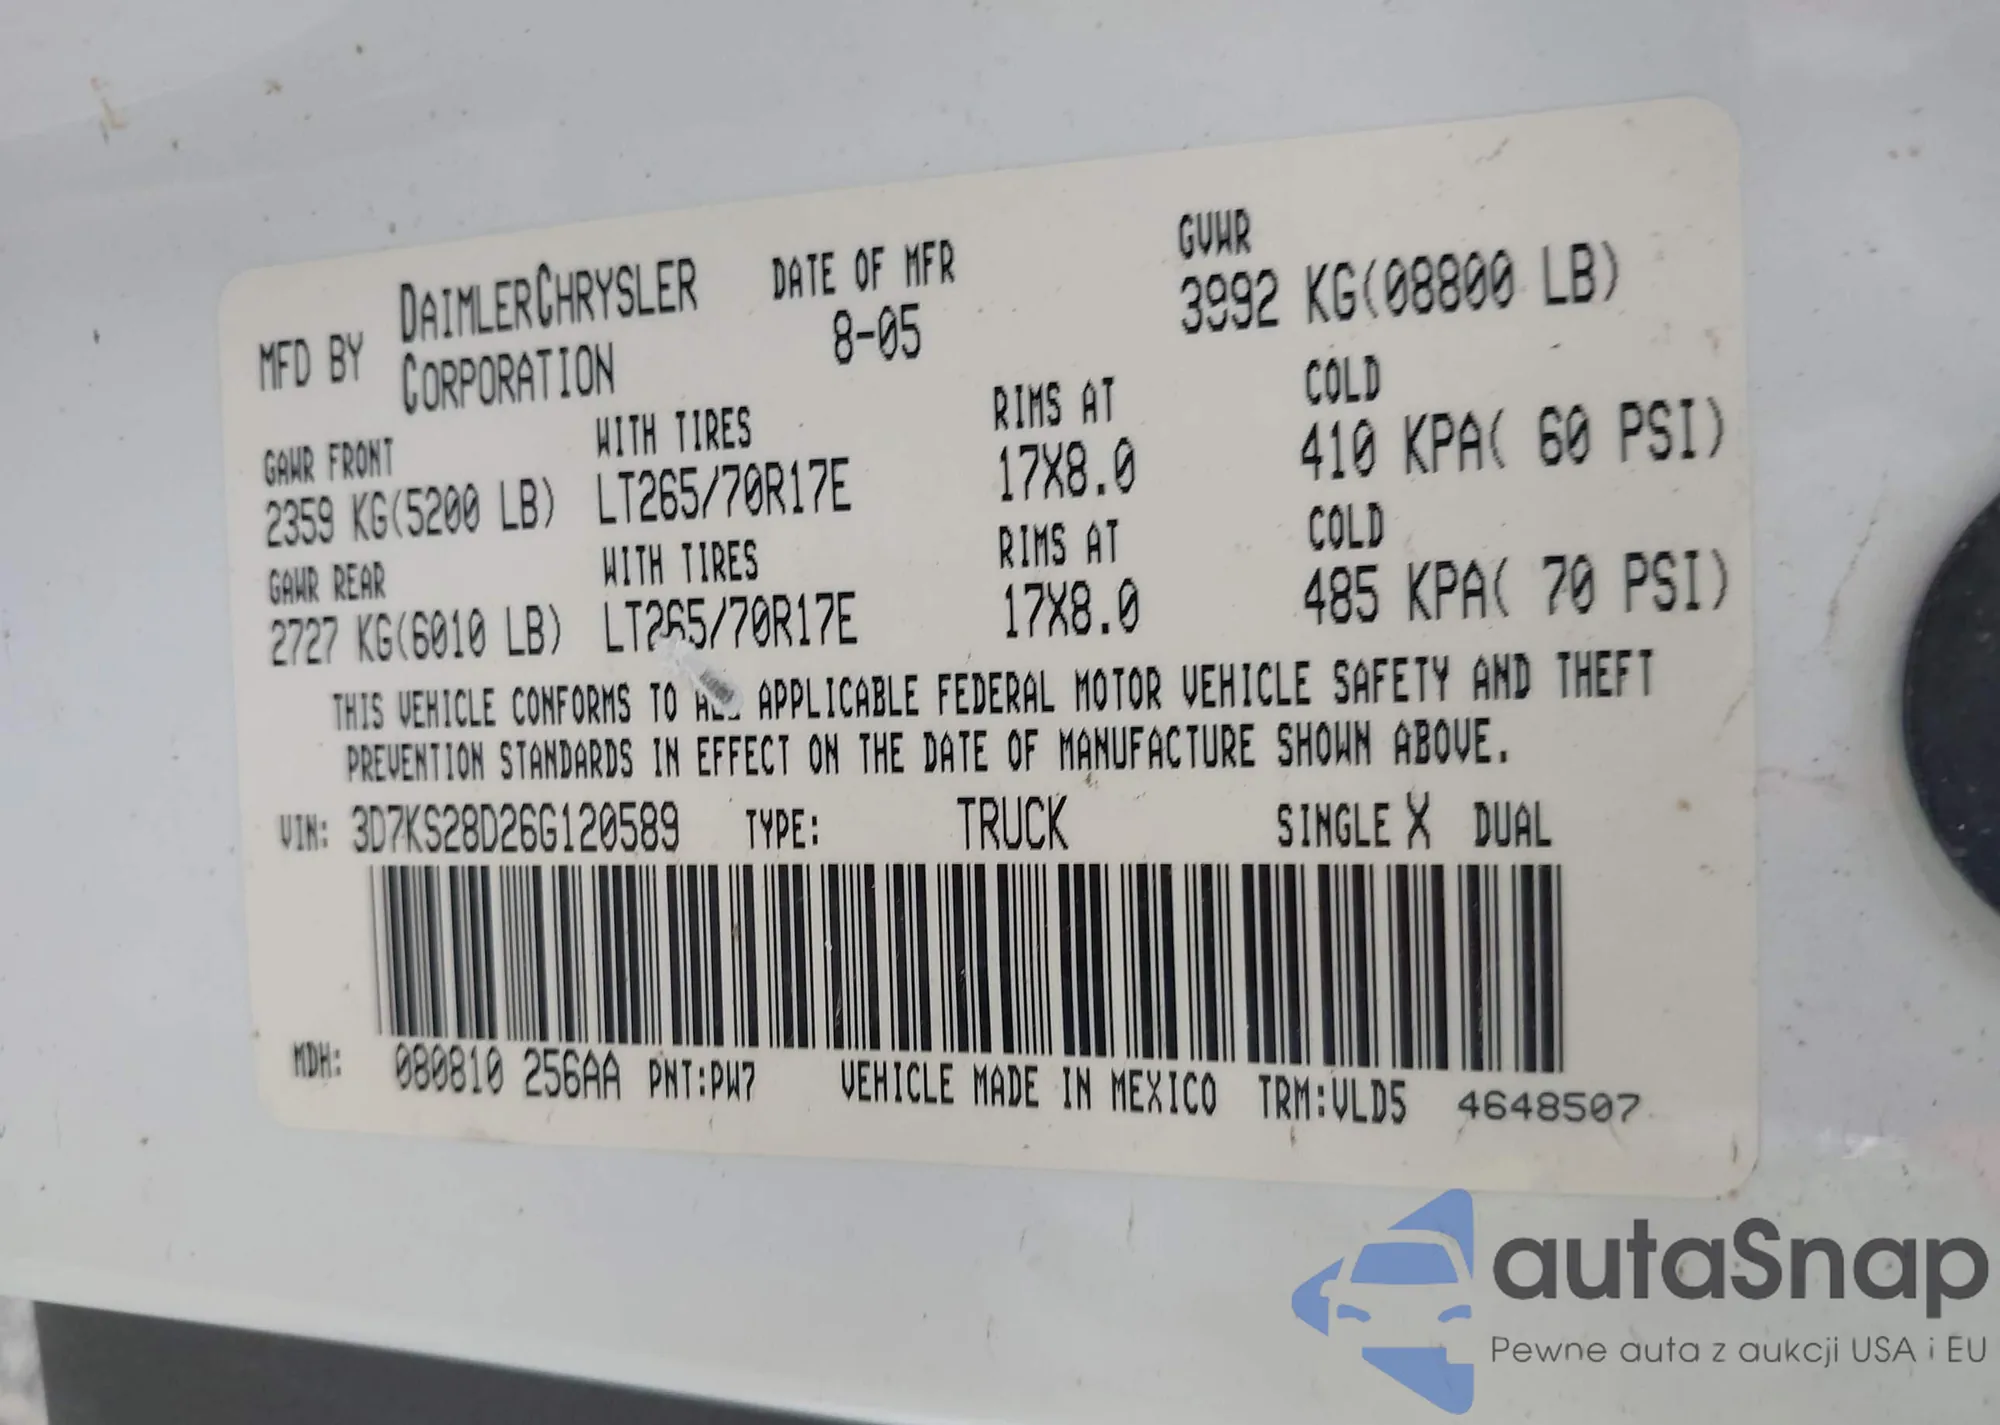 MFD BY DAIMLERCHRYSLER CORPORATION DATE OF MFR 8-05 GVWR 3992 KG(08800 LB)
GAWR FRONT WITH TIRES RIMS AT COLD
2359 KG(5200 LB) LT265/70R17E 17X8.0 410 KPA( 60 PSI)
GAWR REAR WITH TIRES RIMS AT COLD
2727 KG(6010 LB) LT265/70R17E 17X8.0 485 KPA( 70 PSI)
THIS VEHICLE CONFORMS TO ALL APPLICABLE FEDERAL MOTOR VEHICLE SAFETY AND THEFT
PREVENTION STANDARDS IN EFFECT ON THE DATE OF MANUFACTURE SHOWN ABOVE.
VIN: 3D7KS28D26G120589 TYPE: TRUCK SINGLE X DUAL
MDH: 080810 256AA PNT:PW7 VEHICLE MADE IN MEXICO TRM:VLD5 4648507
autaSnap
Pewne auta z aukcji USA i EU